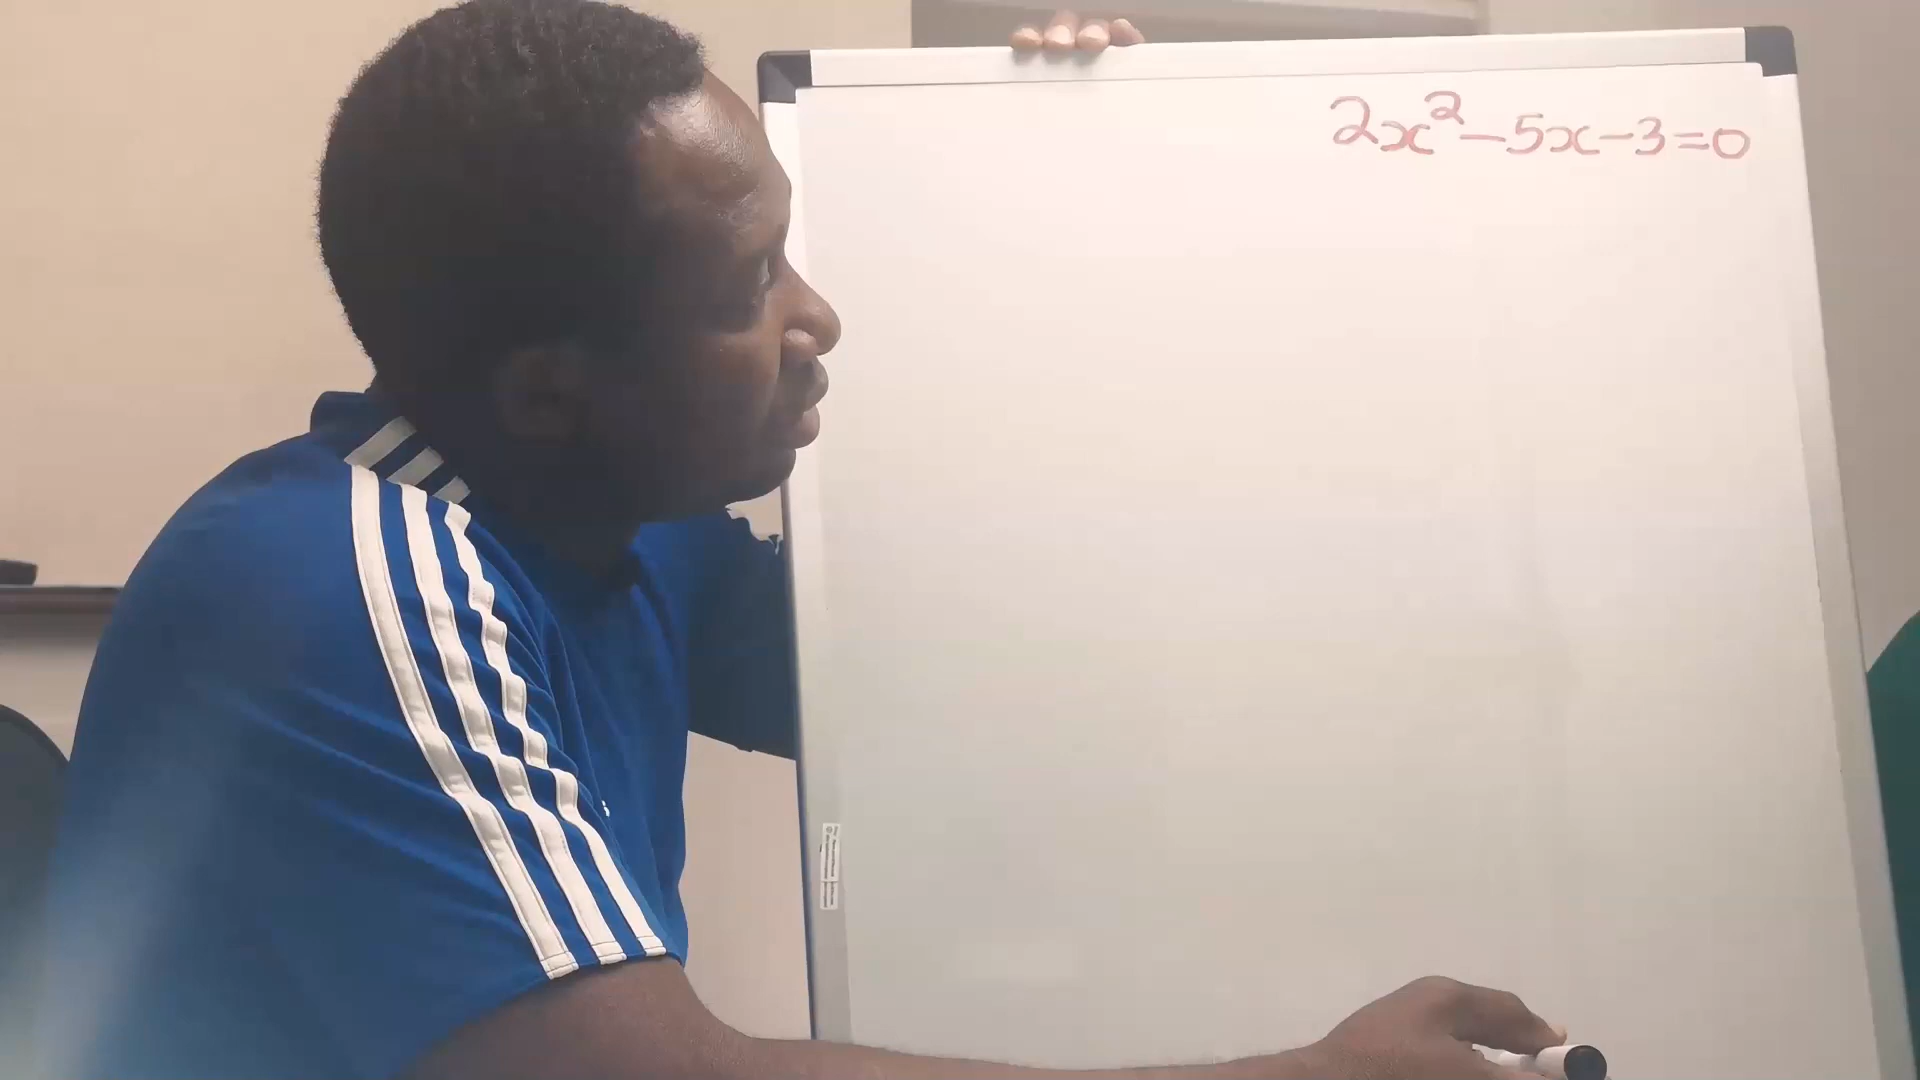 2x² - 5x - 3 = 0